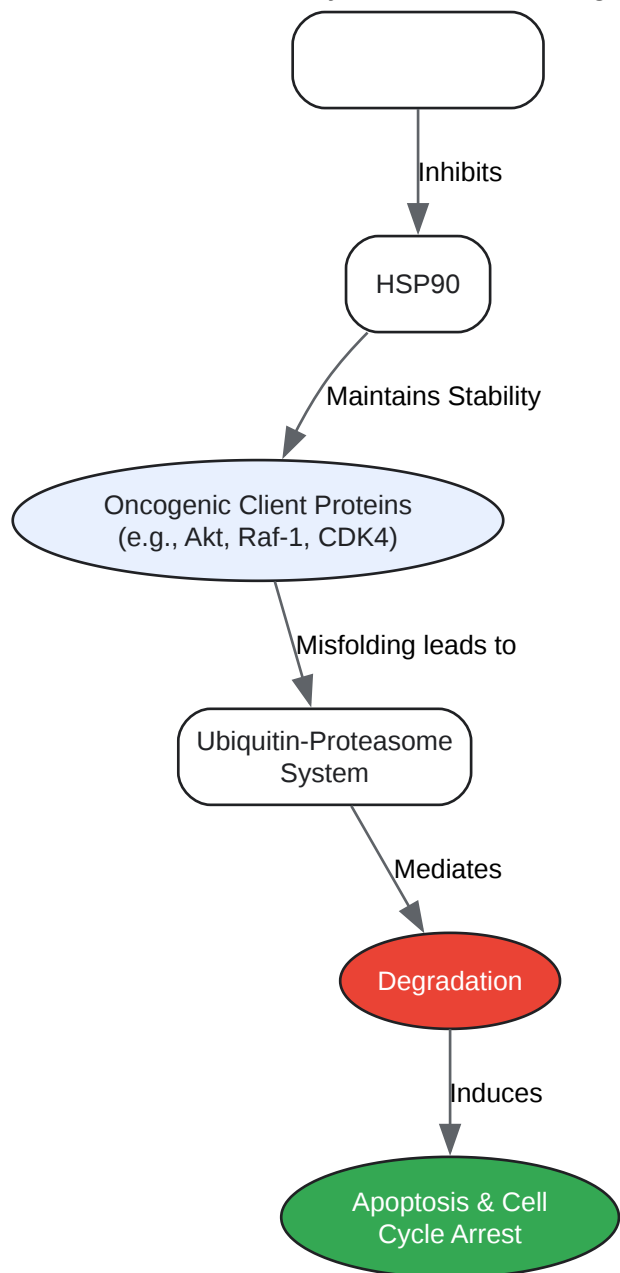 Inhibits
HSP90
Maintains Stability
Oncogenic Client Proteins
(e.g., Akt, Raf-1, CDK4)
Misfolding leads to
Ubiquitin-Proteasome
System
Mediates
Degradation
Induces
Apoptosis & Cell
Cycle Arrest